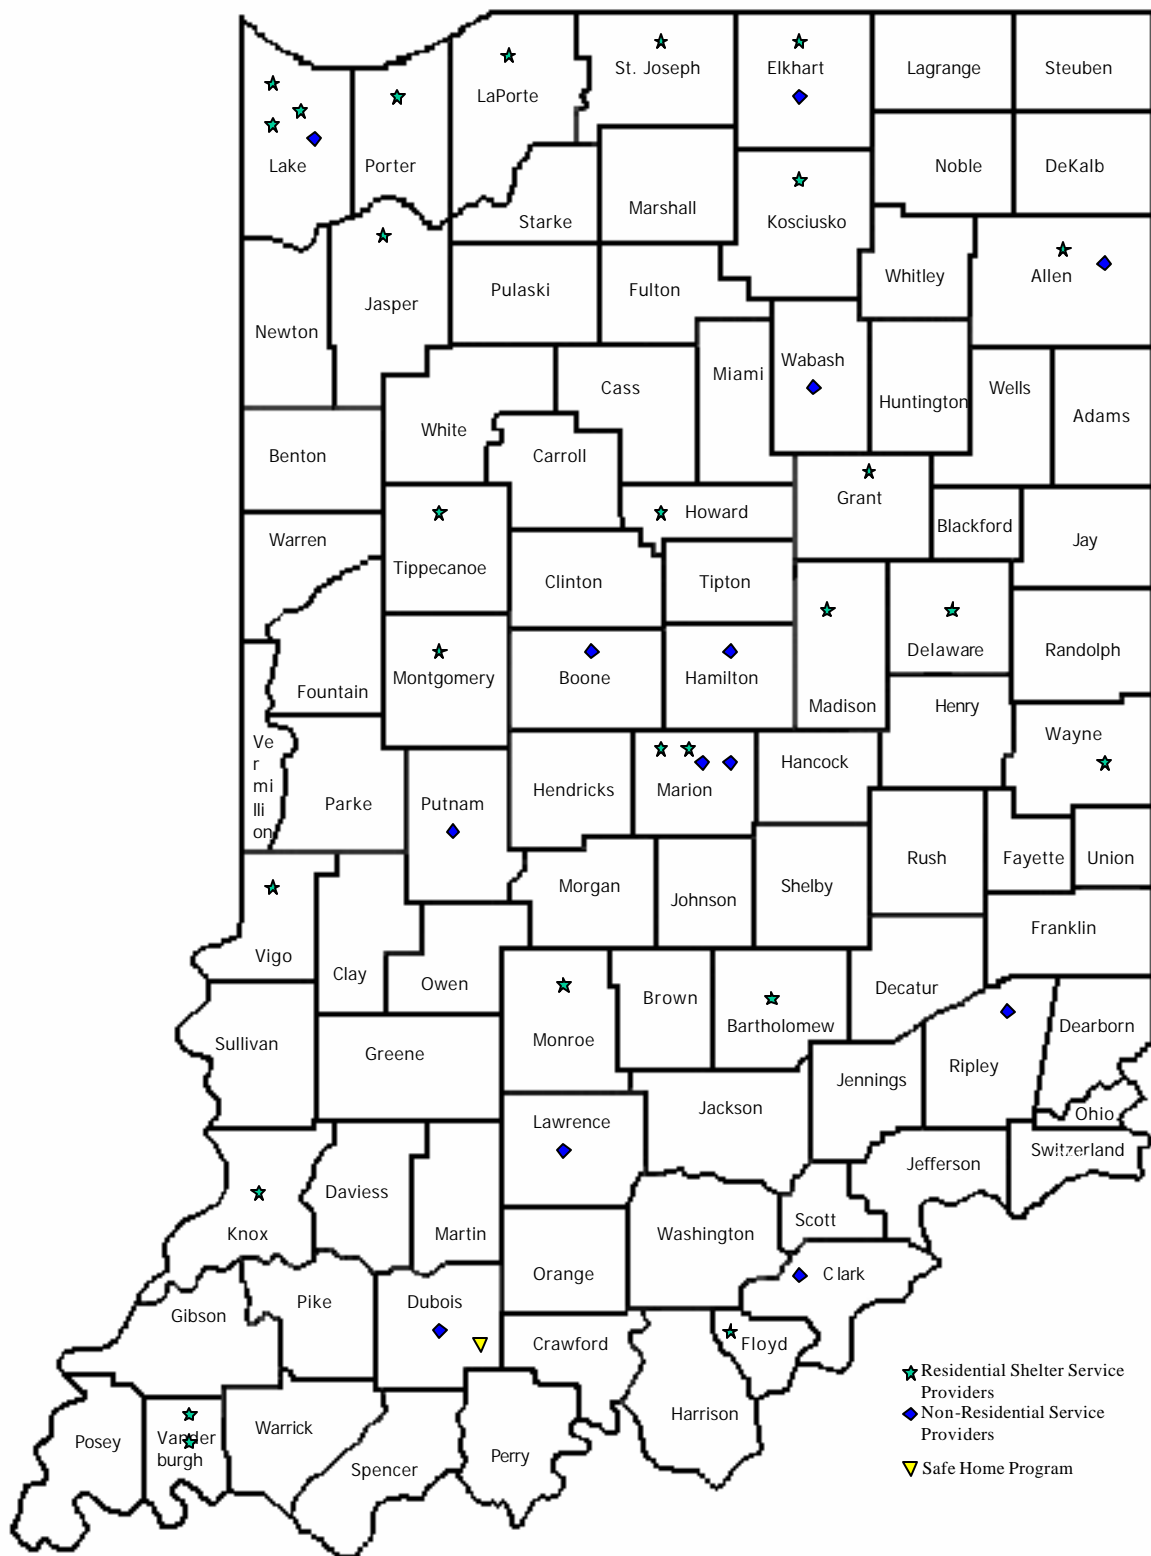 St. Joseph
Elkhart
Lagrange
Steuben
LaPorte
Lake
Porter
Noble
DeKalb
Starke
Marshall
Kosciusko
Whitley
Allen
Pulaski
Fulton
Jasper
Newton
Wabash
Miami
Cass
Huntington
Wells
Adams
White
Carroll
Benton
Grant
Howard
Blackford
Jay
Warren
Tippecanoe
Clinton
Tipton
Delaware
Randolph
Montgomery
Boone
Hamilton
Fountain
Madison
Henry
Wayne
Ve
r
mi
lli
on
Parke
Putnam
Hendricks
Marion
Hancock
Rush
Fayette
Union
Morgan
Johnson
Shelby
Franklin
Vigo
Clay
Owen
Brown
Decatur
Bartholomew
Dearborn
Sullivan
Greene
Monroe
Ripley
Jennings
Jackson
Ohio
Lawrence
Switzerland
Jefferson
Daviess
Knox
Martin
Washington
Scott
Orange
Clark
Gibson
Pike
Dubois
Crawford
Floyd
Harrison
Posey
Vander
burgh
Warrick
Spencer
Perry
Residential Shelter Service
Providers
Non-Residential Service
Providers
Safe Home Program